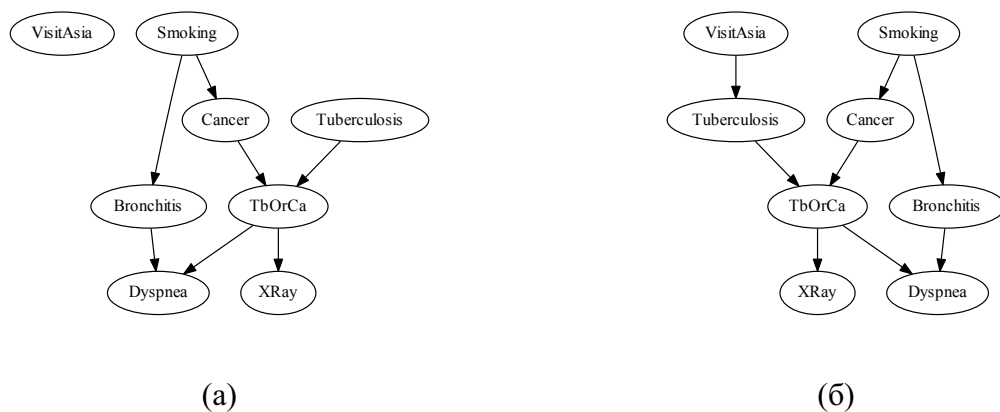 VisitAsia Smoking VisitAsia Smoking
Cancer Tuberculosis Tuberculosis Cancer
Bronchitis TbOrCa TbOrCa Bronchitis
Dyspnea XRay XRay Dyspnea
(а) (б)